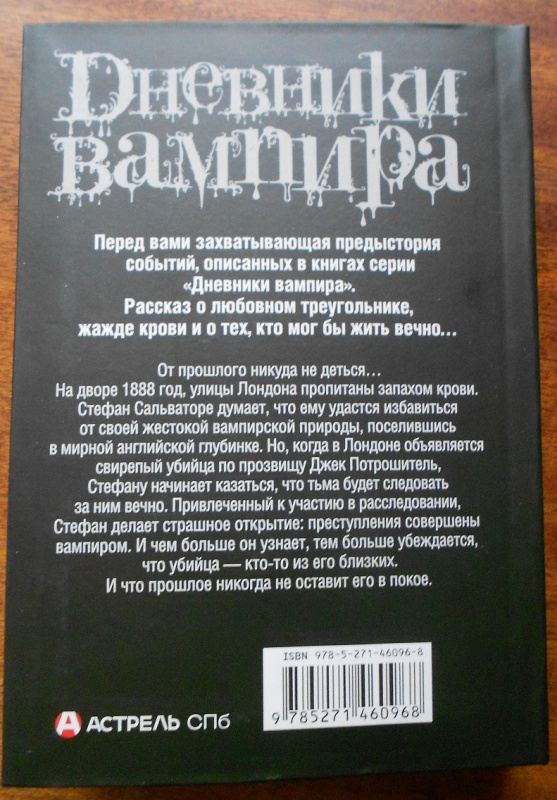 Дневники
вампира
Перед вами захватывающая предыстория
событий, описанных в книгах серии
«Дневники вампира».
Рассказ о любовном треугольнике,
жажде крови и о тех, кто мог бы жить вечно...
От прошлого никуда не деться...
На дворе 1888 год, улицы Лондона пропитаны запахом крови.
Стефан Сальваторе думает, что ему удастся избавиться
от своей жестокой вампирской природы, поселившись
в мирной английской глубинке. Но, когда в Лондоне объявляется
свирепый убийца по прозвищу Джек Потрошитель,
Стефану начинает казаться, что тьма будет следовать
за ним вечно. Привлеченный к участию в расследовании,
Стефан делает страшное открытие: преступления совершены
вампиром. И чем больше он узнает, тем больше убеждается,
что убийца — кто-то из его близких.
И что прошлое никогда не оставит его в покое.
ISBN 978-5-271-46096-8
9 785271 460968
А АСТРЕЛЬ СПб